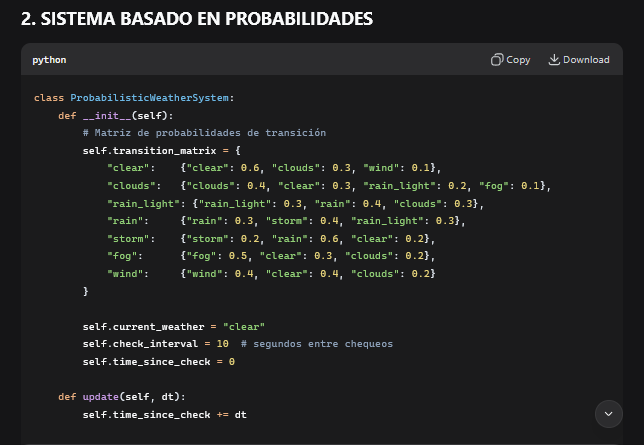 2. SISTEMA BASADO EN PROBABILIDADES
python
Copy
Download
class ProbabilisticWeatherSystem:
    def __init__(self):
        # Matriz de probabilidades de transición
        self.transition_matrix = {
            "clear":    {"clear": 0.6, "clouds": 0.3, "wind": 0.1},
            "clouds":   {"clouds": 0.4, "clear": 0.3, "rain_light": 0.2, "fog": 0.1},
            "rain_light": {"rain_light": 0.3, "rain": 0.4, "clouds": 0.3},
            "rain":     {"rain": 0.3, "storm": 0.4, "rain_light": 0.3},
            "storm":    {"storm": 0.2, "rain": 0.6, "clear": 0.2},
            "fog":      {"fog": 0.5, "clear": 0.3, "clouds": 0.2},
            "wind":     {"wind": 0.4, "clear": 0.4, "clouds": 0.2}
        }
        self.current_weather = "clear"
        self.check_interval = 10  # segundos entre chequeos
        self.time_since_check = 0
    def update(self, dt):
        self.time_since_check += dt